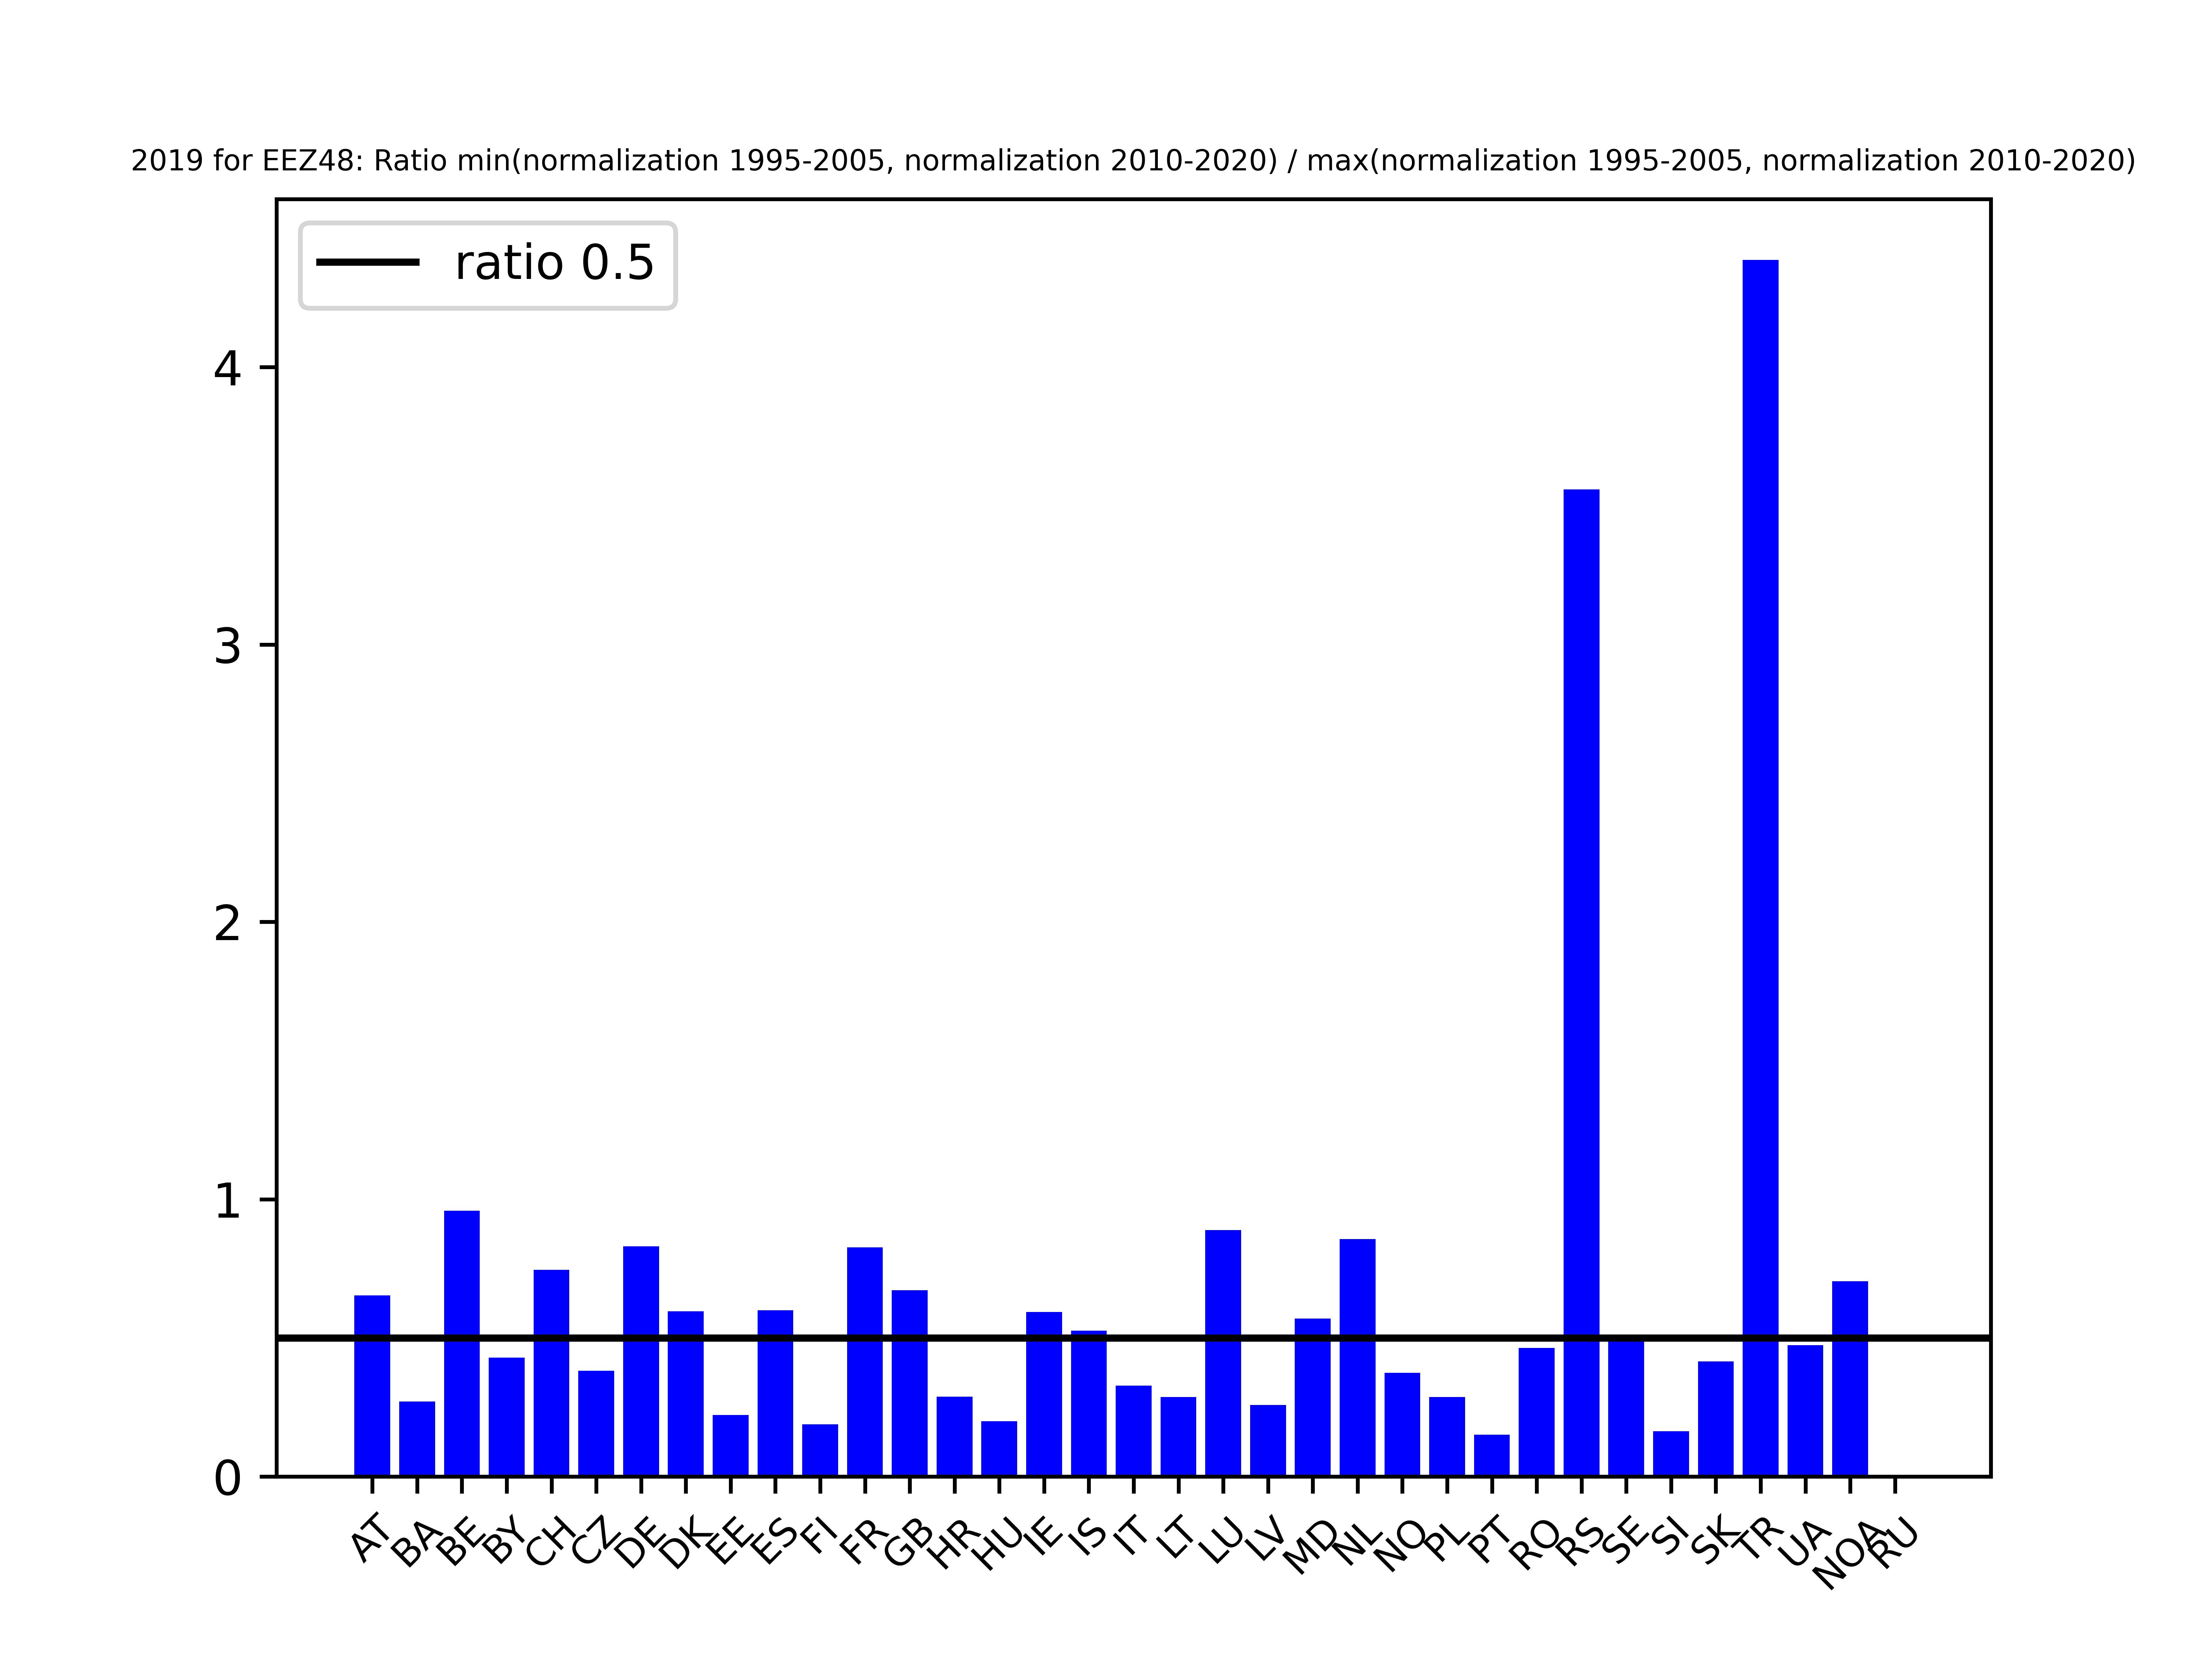 2019 for EEZ48: Ratio min(normalization 1995-2005, normalization 2010-2020) / max(normalization 1995-2005, normalization 2010-2020)
ratio 0.5
4
3
2
1
0
AT BA BE BY CH CZ DE DK EE ES FI FR GB HR HU IE IS IT LT LU LV MD NL NO PL PT RO RS SE SI SK TR UA NOA RU